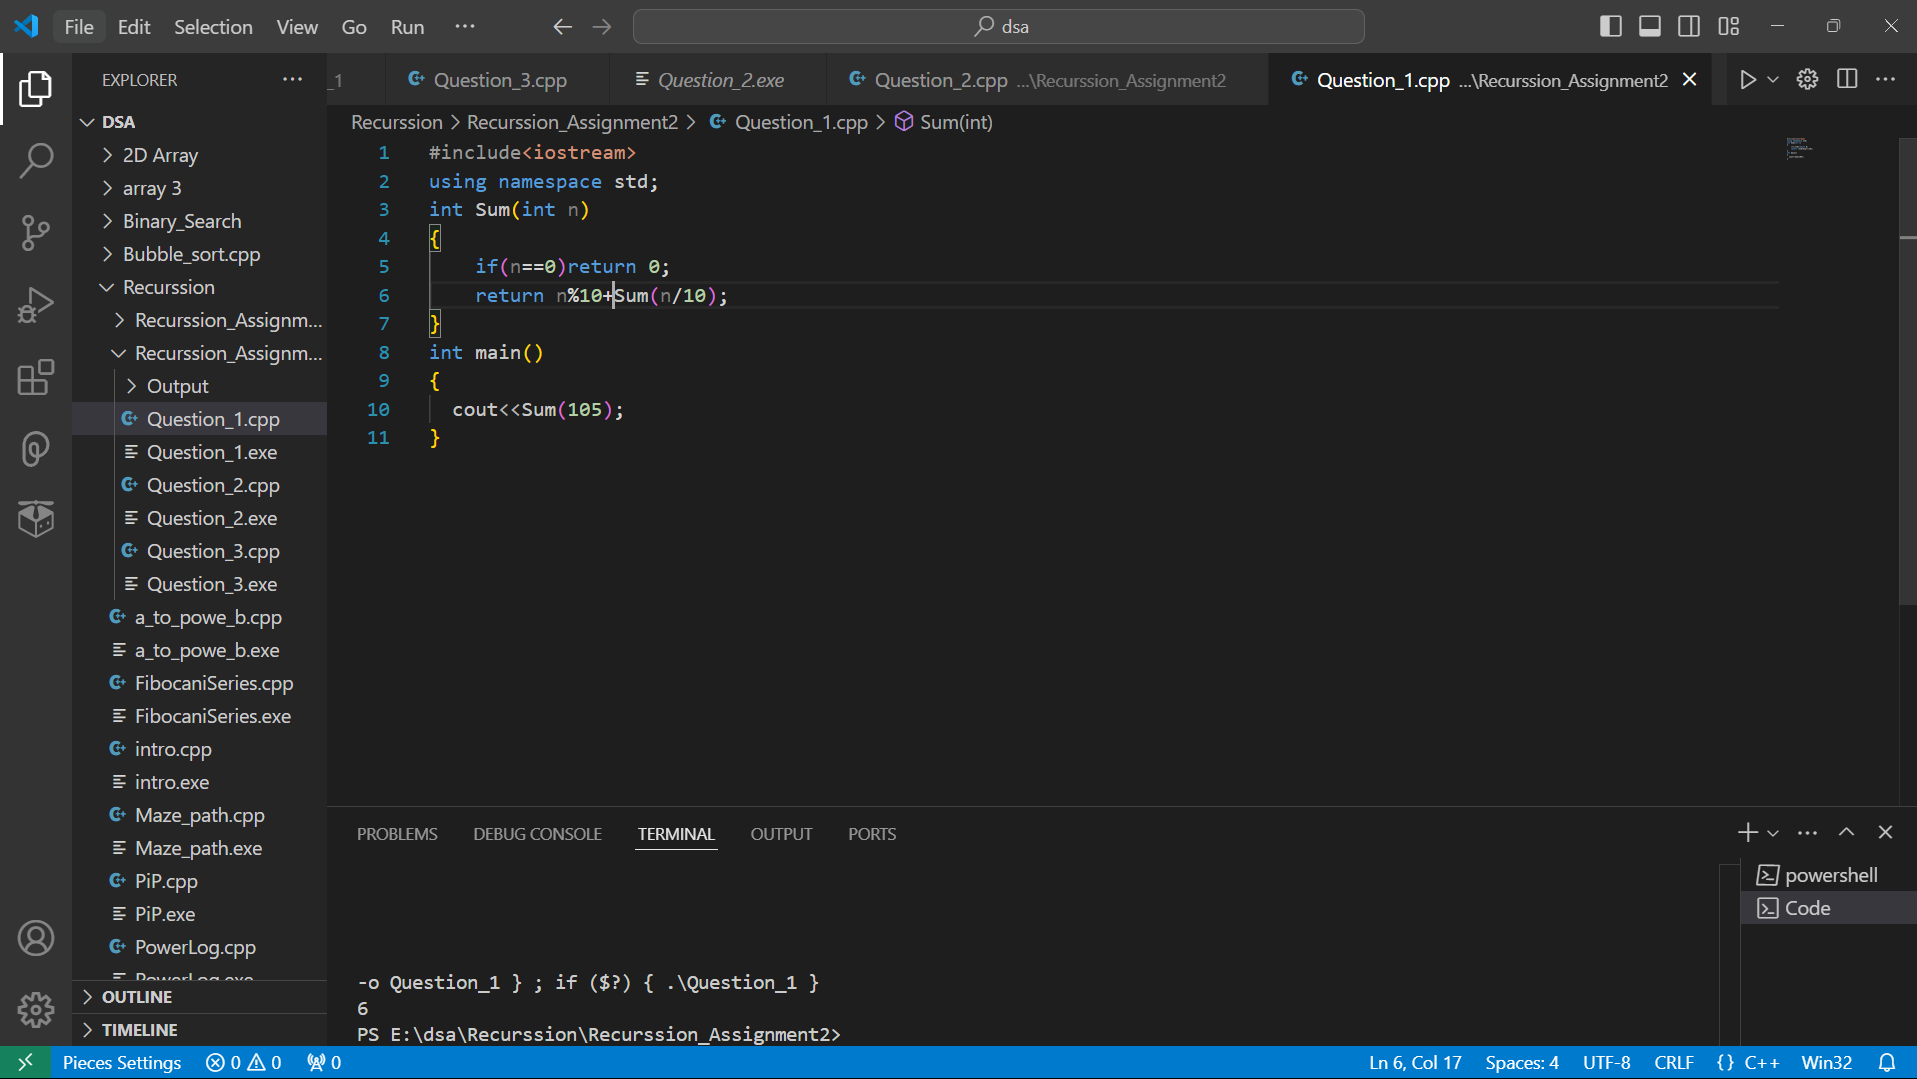 File Edit Selection View Go Run ··· dsa
EXPLORER ···
_1 Question_3.cpp Question_2.exe Question_2.cpp ...\Recurssion_Assignment2 Question_1.cpp ...\Recurssion_Assignment2
Recurssion > Recurssion_Assignment2 > Question_1.cpp > Sum(int)
DSA
2D Array
array 3
Binary_Search
Bubble_sort.cpp
Recurssion
Recurssion_Assignm...
Recurssion_Assignm...
Output
Question_1.cpp
Question_1.exe
Question_2.cpp
Question_2.exe
Question_3.cpp
Question_3.exe
a_to_powe_b.cpp
a_to_powe_b.exe
FibocaniSeries.cpp
FibocaniSeries.exe
intro.cpp
intro.exe
Maze_path.cpp
Maze_path.exe
PiP.cpp
PiP.exe
PowerLog.cpp
PowerLog.exe
OUTLINE
TIMELINE
1 #include<iostream>
2 using namespace std;
3 int Sum(int n)
4 {
5 if(n==0)return 0;
6 return n%10+Sum(n/10);
7 }
8 int main()
9 {
10 cout<<Sum(105);
11 }
PROBLEMS DEBUG CONSOLE TERMINAL OUTPUT PORTS
powershell
Code
-o Question_1 } ; if ($?) { .\Question_1 }
6
PS E:\dsa\Recurssion\Recurssion_Assignment2>
Pieces Settings 0 0 0 Ln 6, Col 17 Spaces: 4 UTF-8 CRLF {} C++ Win32